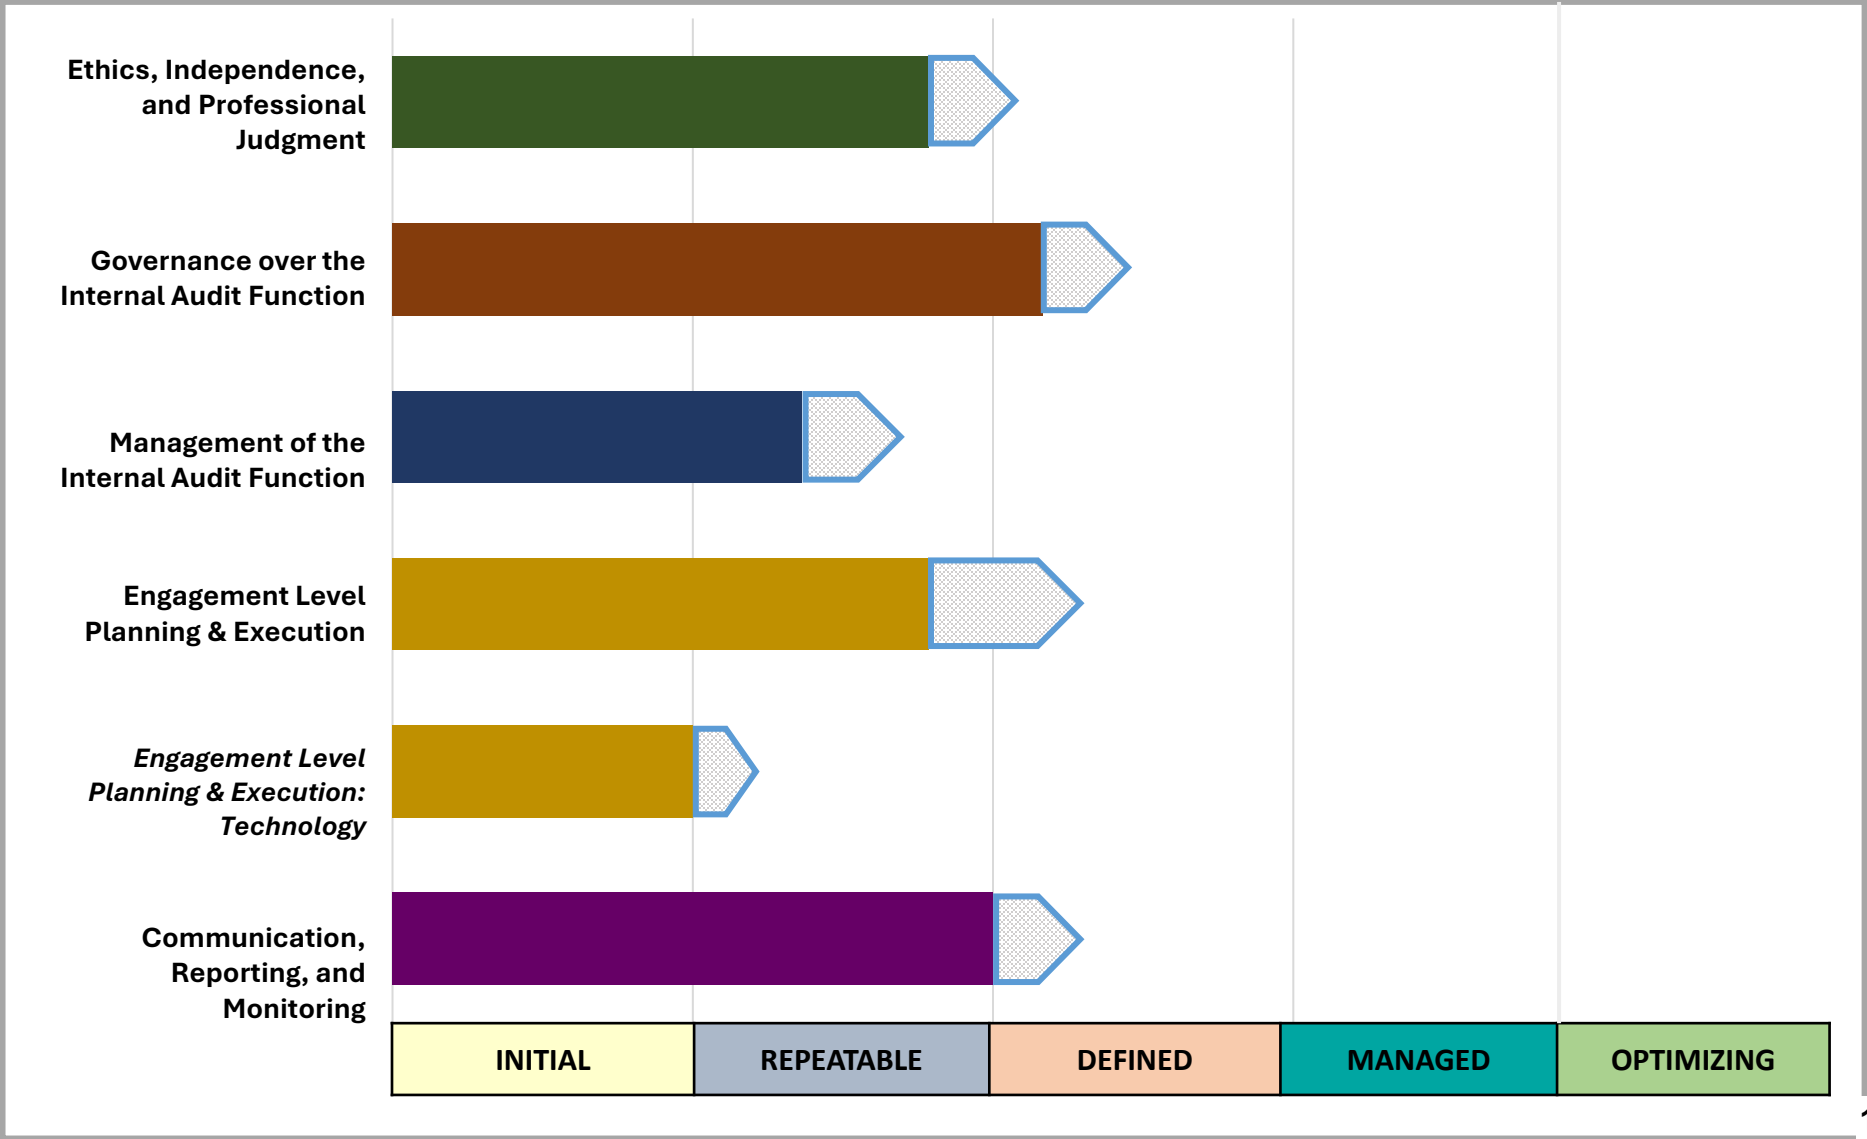 Ethics, Independence,
and Professional
Judgment
Governance over the
Internal Audit Function
Management of the
Internal Audit Function
Engagement Level
Planning & Execution
Engagement Level
Planning & Execution:
Technology
Communication,
Reporting, and
Monitoring
INITIAL REPEATABLE DEFINED MANAGED OPTIMIZING